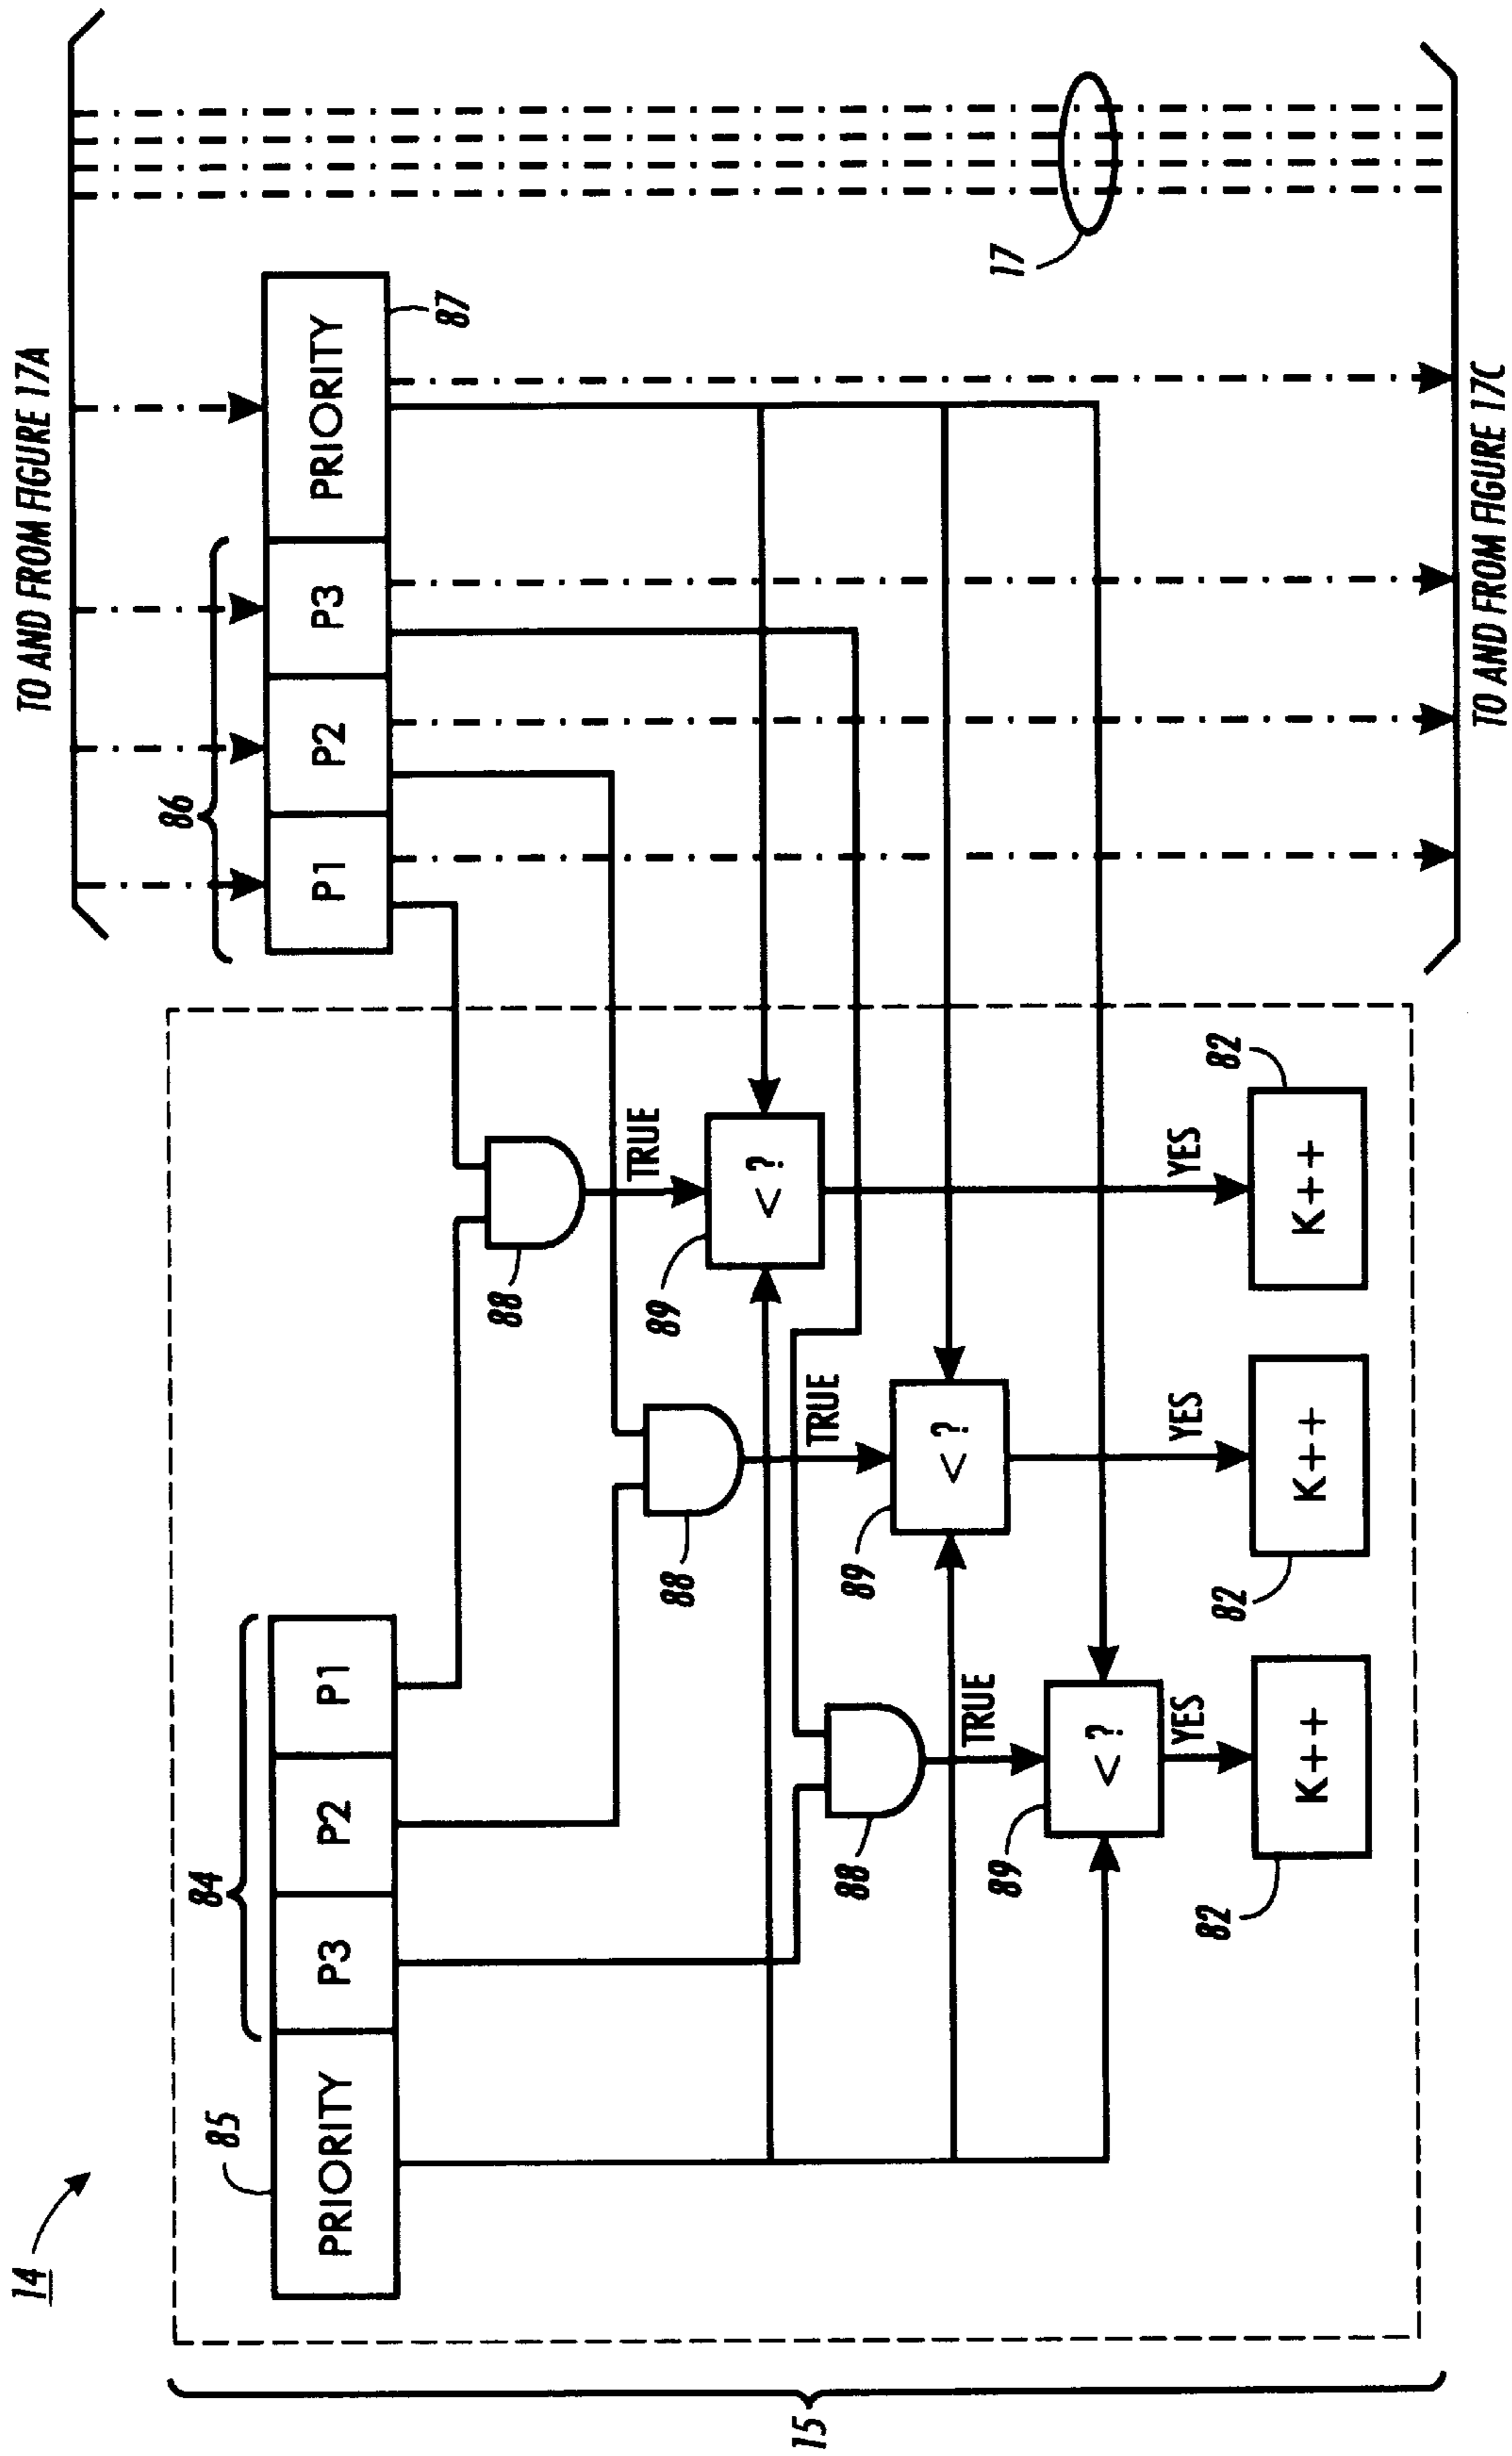 14
TO AND FROM FIGURE 17A
85
84
86
PRIORITY P3 P2 P1
P1 P2 P3 PRIORITY
87
88
TRUE
88
89
< ?
TRUE
88
89
< ?
TRUE
89
< ?
YES
YES
YES
82
K++
82
K++
82
K++
15
17
TO AND FROM FIGURE 17C